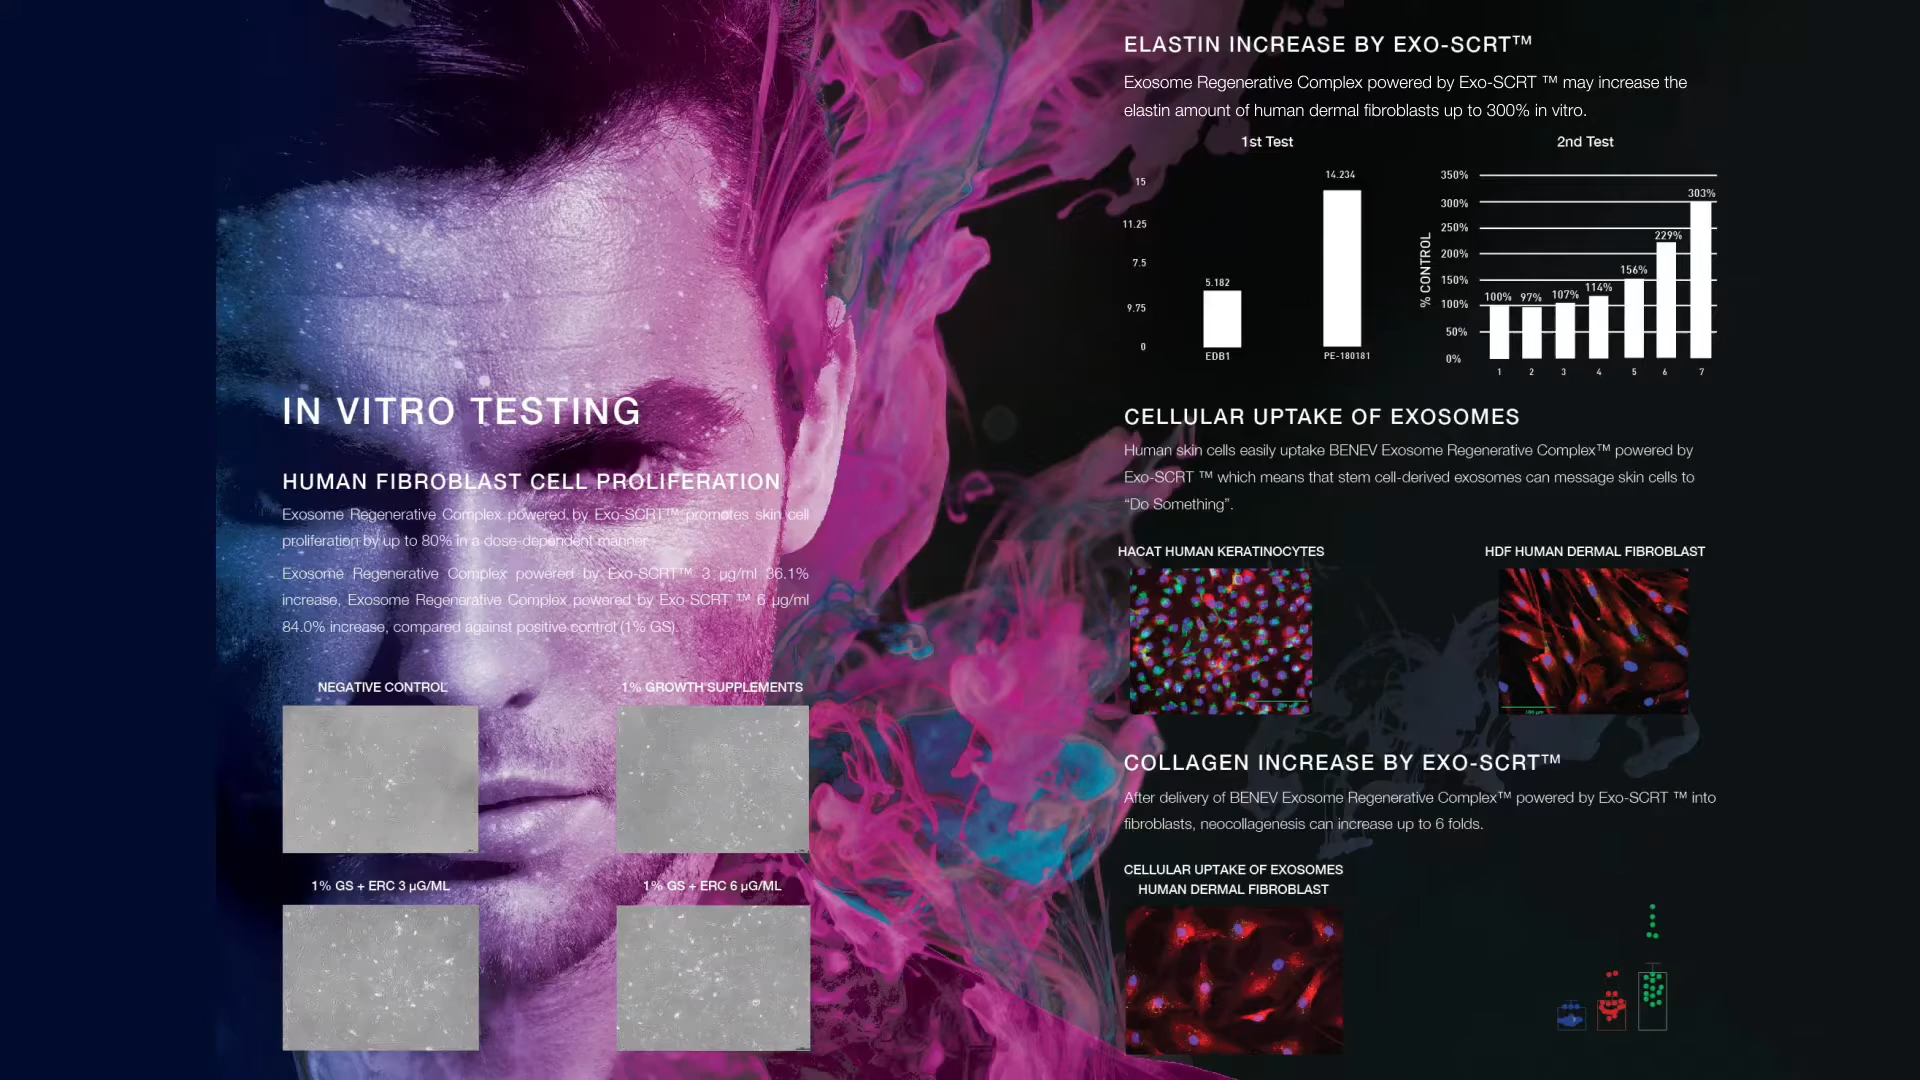 IN VITRO TESTING
HUMAN FIBROBLAST CELL PROLIFERATION
Exosome Regenerative Complex powered by Exo-SCRT™ promotes skin cell
proliferation by up to 80% in a dose-dependent manner.
Exosome Regenerative Complex powered by Exo-SCRT™ 3 µg/ml 36.1%
increase, Exosome Regenerative Complex powered by Exo-SCRT ™ 6 µg/ml
84.0% increase, compared against positive control (1% GS).
NEGATIVE CONTROL
1% GROWTH SUPPLEMENTS
1% GS + ERC 3 µG/ML
1% GS + ERC 6 µG/ML
ELASTIN INCREASE BY EXO-SCRT™
Exosome Regenerative Complex powered by Exo-SCRT ™ may increase the
elastin amount of human dermal fibroblasts up to 300% in vitro.
1st Test
15
11.25
7.5
9.75
0
5.182
14.234
EDB1
PE-180181
2nd Test
% CONTROL
350%
300%
250%
200%
150%
100%
50%
0%
100%
97%
107%
114%
156%
229%
303%
1 2 3 4 5 6 7
CELLULAR UPTAKE OF EXOSOMES
Human skin cells easily uptake BENEV Exosome Regenerative Complex™ powered by
Exo-SCRT ™ which means that stem cell-derived exosomes can message skin cells to
“Do Something”.
HACAT HUMAN KERATINOCYTES
HDF HUMAN DERMAL FIBROBLAST
COLLAGEN INCREASE BY EXO-SCRT™
After delivery of BENEV Exosome Regenerative Complex™ powered by Exo-SCRT ™ into
fibroblasts, neocollagenesis can increase up to 6 folds.
CELLULAR UPTAKE OF EXOSOMES
HUMAN DERMAL FIBROBLAST